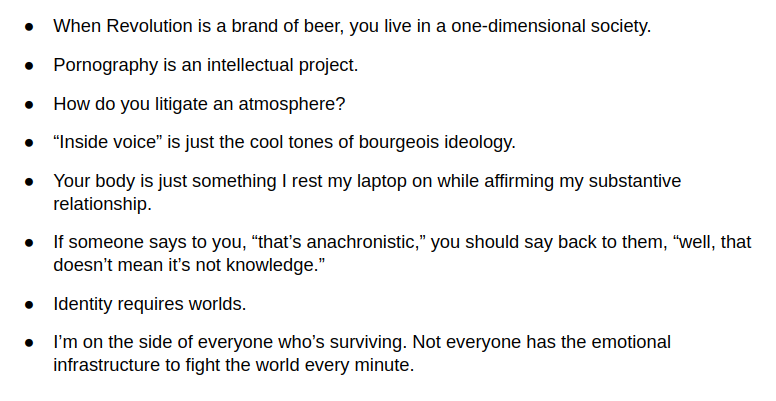 ● When Revolution is a brand of beer, you live in a one-dimensional society.
● Pornography is an intellectual project.
● How do you litigate an atmosphere?
● “Inside voice” is just the cool tones of bourgeois ideology.
● Your body is just something I rest my laptop on while affirming my substantive
relationship.
● If someone says to you, “that’s anachronistic,” you should say back to them, “well, that
doesn’t mean it’s not knowledge.”
● Identity requires worlds.
● I’m on the side of everyone who’s surviving. Not everyone has the emotional
infrastructure to fight the world every minute.